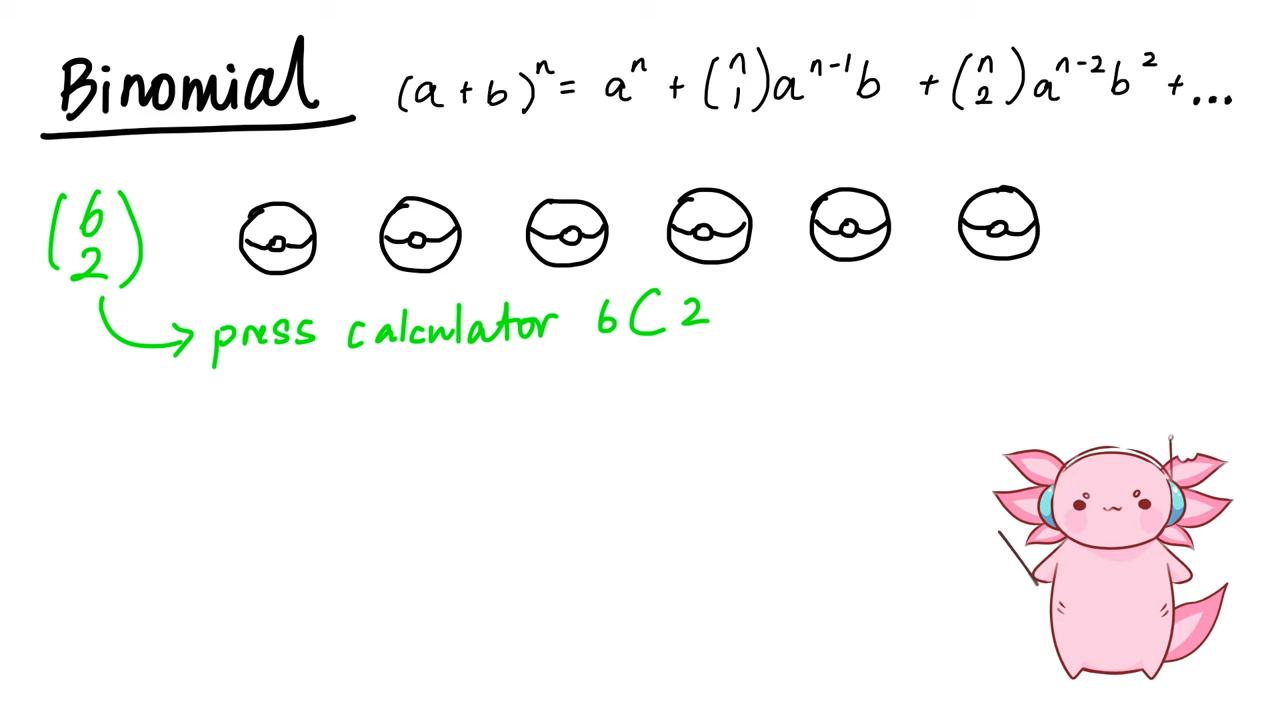 Binomial (a + b)^n = a^n + (n 1) a^{n-1} b + (n 2) a^{n-2} b^2 + ...
(6 2)
press calculator 6C2